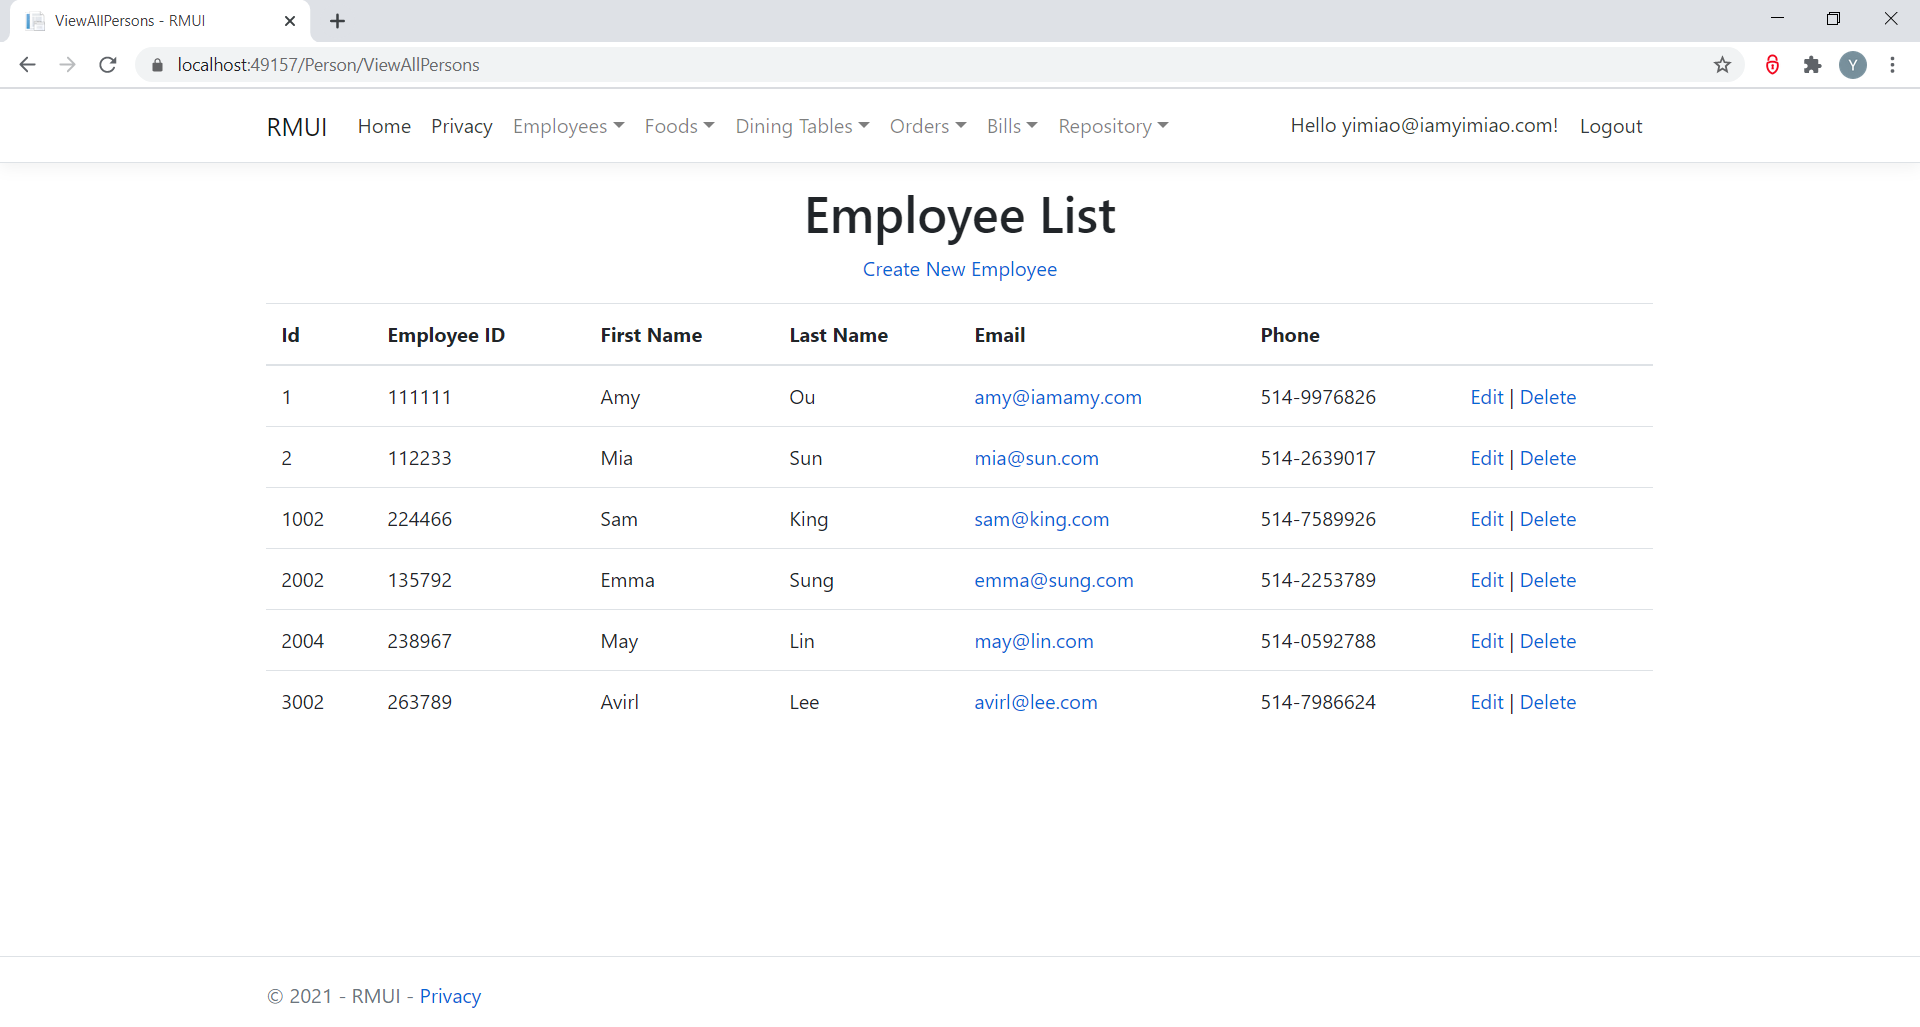 ViewAllPersons - RMUI
localhost:49157/Person/ViewAllPersons
Y
RMUI Home Privacy Employees Foods Dining Tables Orders Bills Repository Hello yimiao@iamyimiao.com! Logout
Employee List
Create New Employee
Id Employee ID First Name Last Name Email Phone
1 111111 Amy Ou amy@iamamy.com 514-9976826 Edit | Delete
2 112233 Mia Sun mia@sun.com 514-2639017 Edit | Delete
1002 224466 Sam King sam@king.com 514-7589926 Edit | Delete
2002 135792 Emma Sung emma@sung.com 514-2253789 Edit | Delete
2004 238967 May Lin may@lin.com 514-0592788 Edit | Delete
3002 263789 Avirl Lee avirl@lee.com 514-7986624 Edit | Delete
© 2021 - RMUI - Privacy